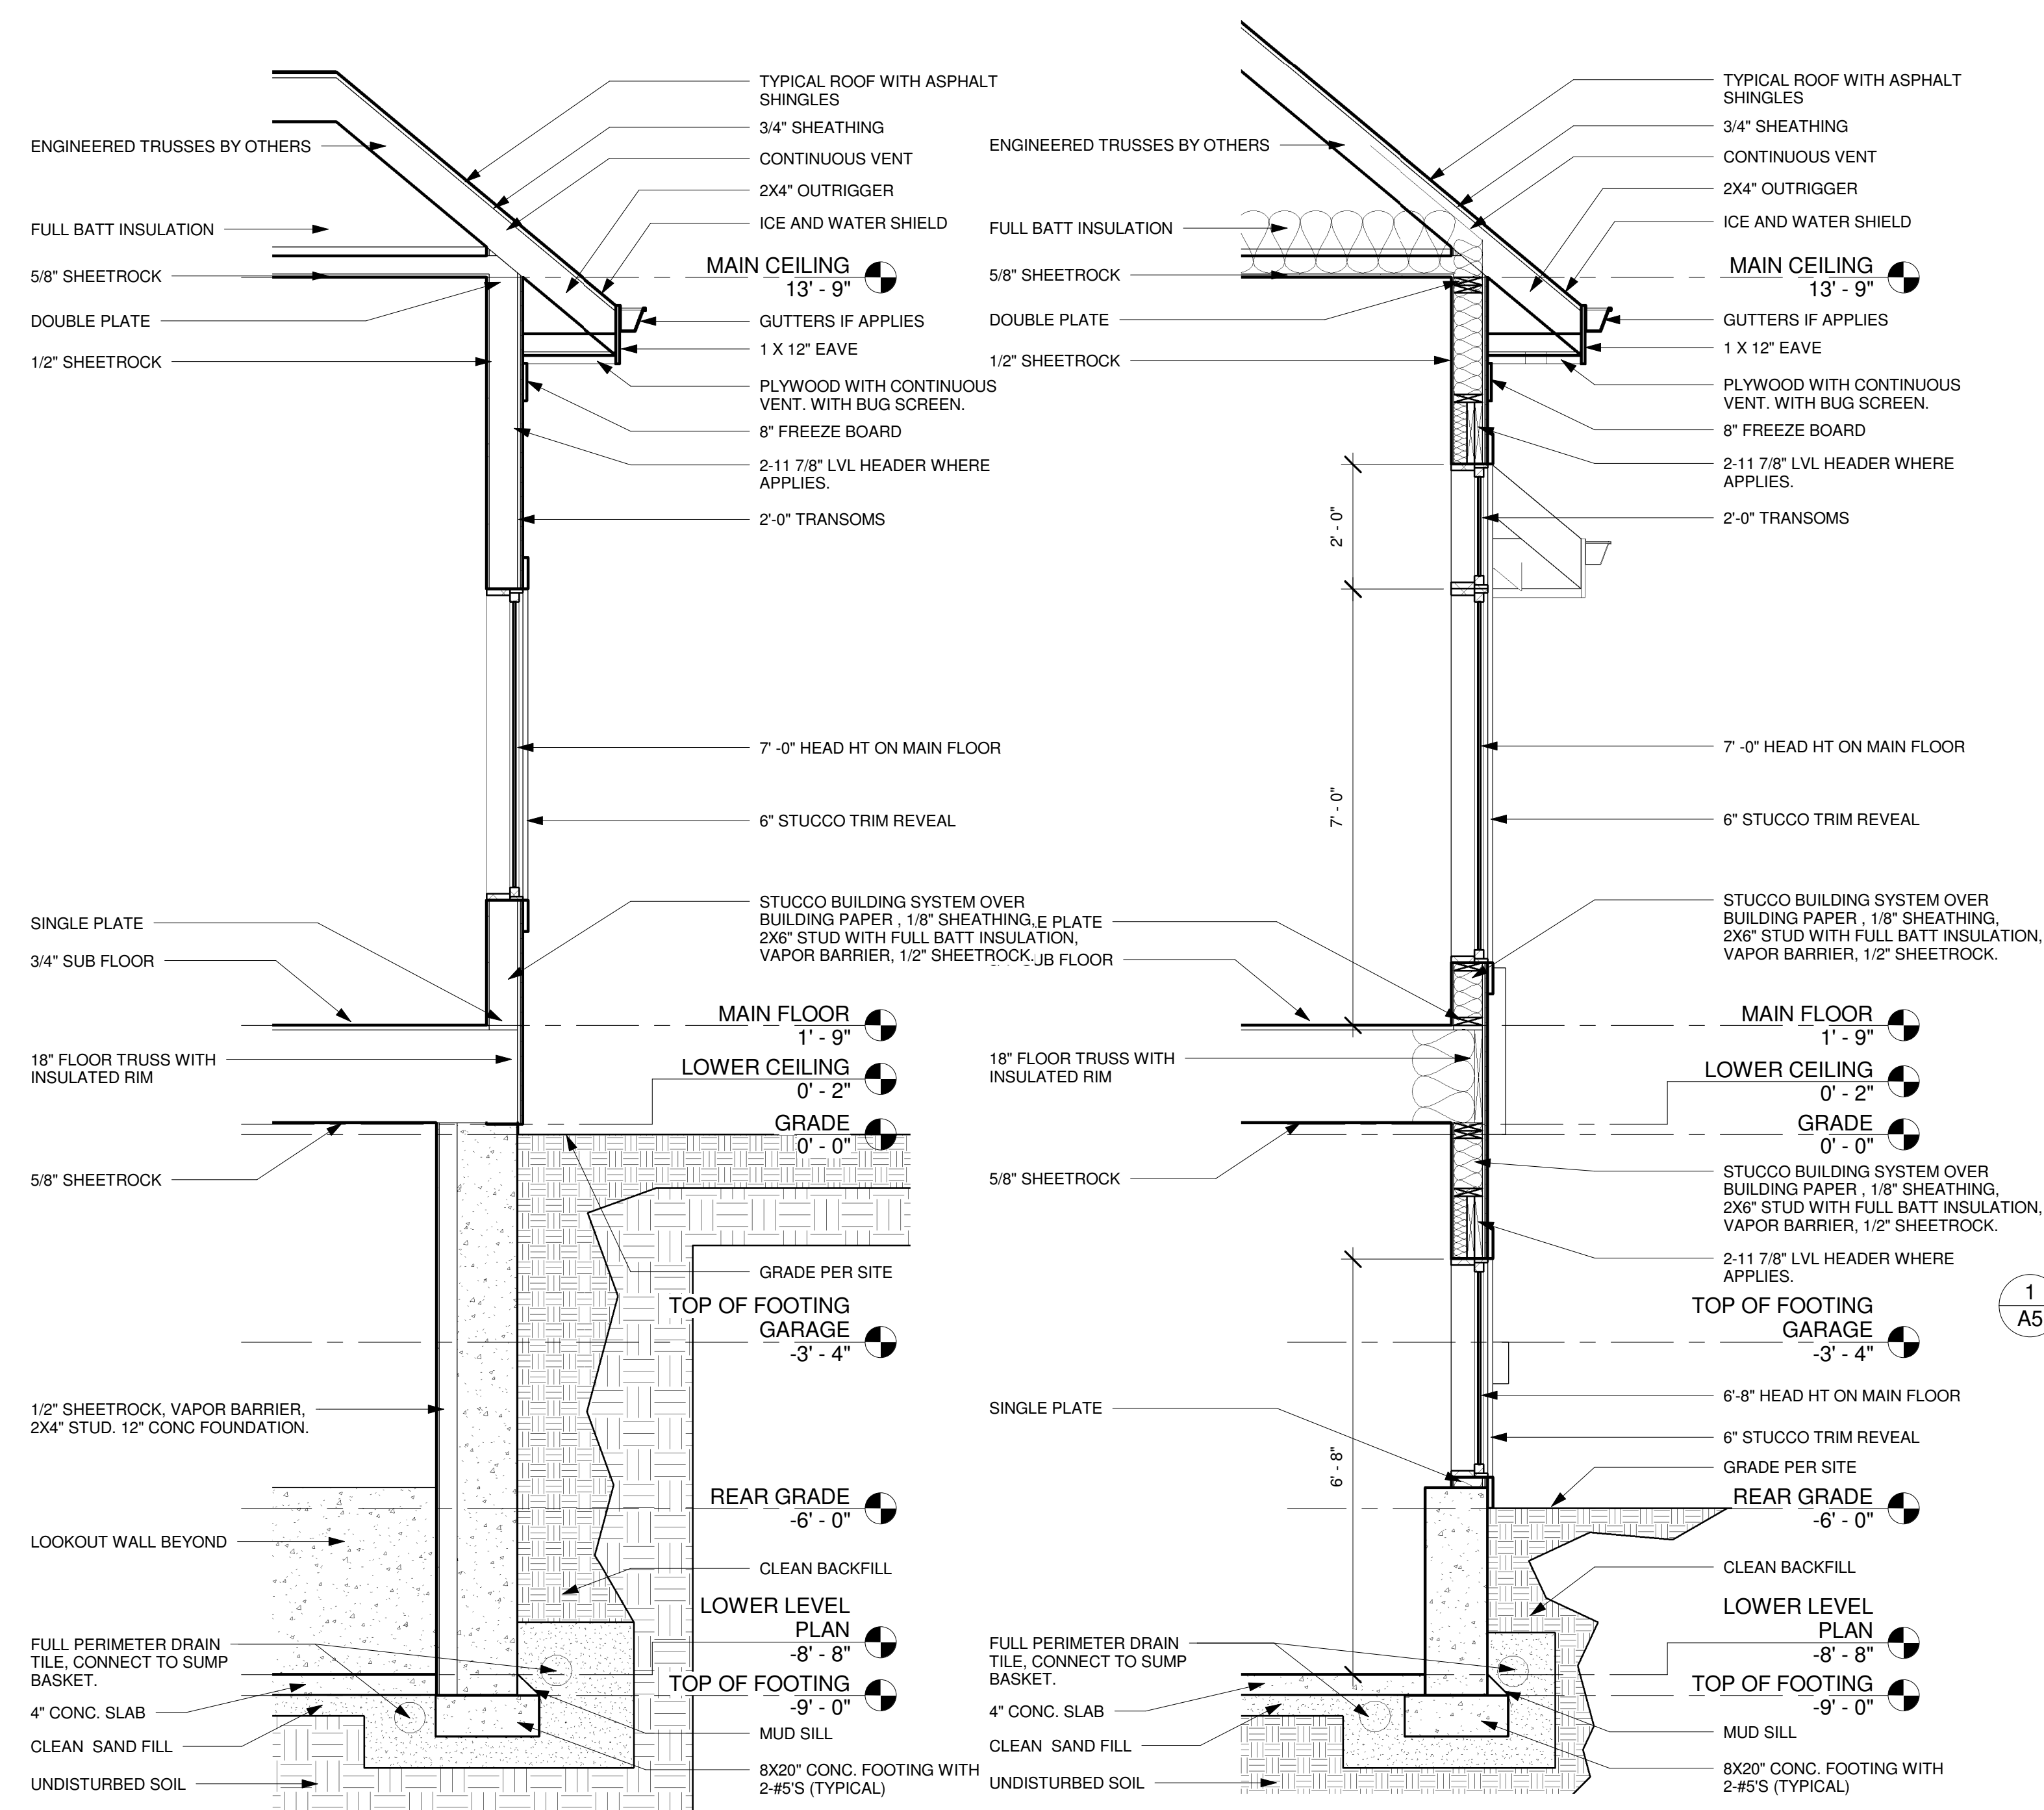 ENGINEERED TRUSSES BY OTHERS
FULL BATT INSULATION
5/8" SHEETROCK
DOUBLE PLATE
1/2" SHEETROCK
SINGLE PLATE
3/4" SUB FLOOR
18" FLOOR TRUSS WITH
INSULATED RIM
5/8" SHEETROCK
1/2" SHEETROCK, VAPOR BARRIER,
2X4" STUD. 12" CONC FOUNDATION.
LOOKOUT WALL BEYOND
FULL PERIMETER DRAIN
TILE, CONNECT TO SUMP
BASKET.
4" CONC. SLAB
CLEAN SAND FILL
UNDISTURBED SOIL
TYPICAL ROOF WITH ASPHALT
SHINGLES
3/4" SHEATHING
CONTINUOUS VENT
2X4" OUTRIGGER
ICE AND WATER SHIELD
MAIN CEILING
13' - 9"
GUTTERS IF APPLIES
1 X 12" EAVE
PLYWOOD WITH CONTINUOUS
VENT. WITH BUG SCREEN.
8" FREEZE BOARD
2-11 7/8" LVL HEADER WHERE
APPLIES.
2'-0" TRANSOMS
7' -0" HEAD HT ON MAIN FLOOR
6" STUCCO TRIM REVEAL
STUCCO BUILDING SYSTEM OVER
BUILDING PAPER , 1/8" SHEATHING,
2X6" STUD WITH FULL BATT INSULATION,
VAPOR BARRIER, 1/2" SHEETROCK.
MAIN FLOOR
1' - 9"
LOWER CEILING
0' - 2"
GRADE
0' - 0"
GRADE PER SITE
TOP OF FOOTING
GARAGE
-3' - 4"
REAR GRADE
-6' - 0"
CLEAN BACKFILL
LOWER LEVEL
PLAN
-8' - 8"
TOP OF FOOTING
-9' - 0"
MUD SILL
8X20" CONC. FOOTING WITH
2-#5'S (TYPICAL)
ENGINEERED TRUSSES BY OTHERS
FULL BATT INSULATION
5/8" SHEETROCK
DOUBLE PLATE
1/2" SHEETROCK
E PLATE
UB FLOOR
18" FLOOR TRUSS WITH
INSULATED RIM
5/8" SHEETROCK
SINGLE PLATE
FULL PERIMETER DRAIN
TILE, CONNECT TO SUMP
BASKET.
4" CONC. SLAB
CLEAN SAND FILL
UNDISTURBED SOIL
2' - 0"
7' - 0"
6' - 8"
TYPICAL ROOF WITH ASPHALT
SHINGLES
3/4" SHEATHING
CONTINUOUS VENT
2X4" OUTRIGGER
ICE AND WATER SHIELD
MAIN CEILING
13' - 9"
GUTTERS IF APPLIES
1 X 12" EAVE
PLYWOOD WITH CONTINUOUS
VENT. WITH BUG SCREEN.
8" FREEZE BOARD
2-11 7/8" LVL HEADER WHERE
APPLIES.
2'-0" TRANSOMS
7' -0" HEAD HT ON MAIN FLOOR
6" STUCCO TRIM REVEAL
STUCCO BUILDING SYSTEM OVER
BUILDING PAPER , 1/8" SHEATHING,
2X6" STUD WITH FULL BATT INSULATION,
VAPOR BARRIER, 1/2" SHEETROCK.
MAIN FLOOR
1' - 9"
LOWER CEILING
0' - 2"
GRADE
0' - 0"
STUCCO BUILDING SYSTEM OVER
BUILDING PAPER , 1/8" SHEATHING,
2X6" STUD WITH FULL BATT INSULATION,
VAPOR BARRIER, 1/2" SHEETROCK.
2-11 7/8" LVL HEADER WHERE
APPLIES.
TOP OF FOOTING
GARAGE
-3' - 4"
6'-8" HEAD HT ON MAIN FLOOR
6" STUCCO TRIM REVEAL
GRADE PER SITE
REAR GRADE
-6' - 0"
CLEAN BACKFILL
LOWER LEVEL
PLAN
-8' - 8"
TOP OF FOOTING
-9' - 0"
MUD SILL
8X20" CONC. FOOTING WITH
2-#5'S (TYPICAL)
1
A5